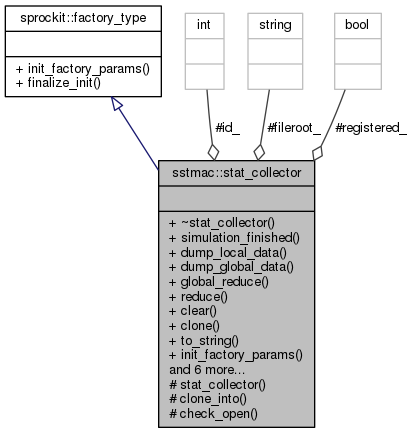 sprockit::factory_type
+ init_factory_params()
+ finalize_init()
int
string
bool
#id_
#fileroot_
#registered_
sstmac::stat_collector
+ ~stat_collector()
+ simulation_finished()
+ dump_local_data()
+ dump_global_data()
+ global_reduce()
+ reduce()
+ clear()
+ clone()
+ to_string()
+ init_factory_params()
and 6 more...
# stat_collector()
# clone_into()
# check_open()